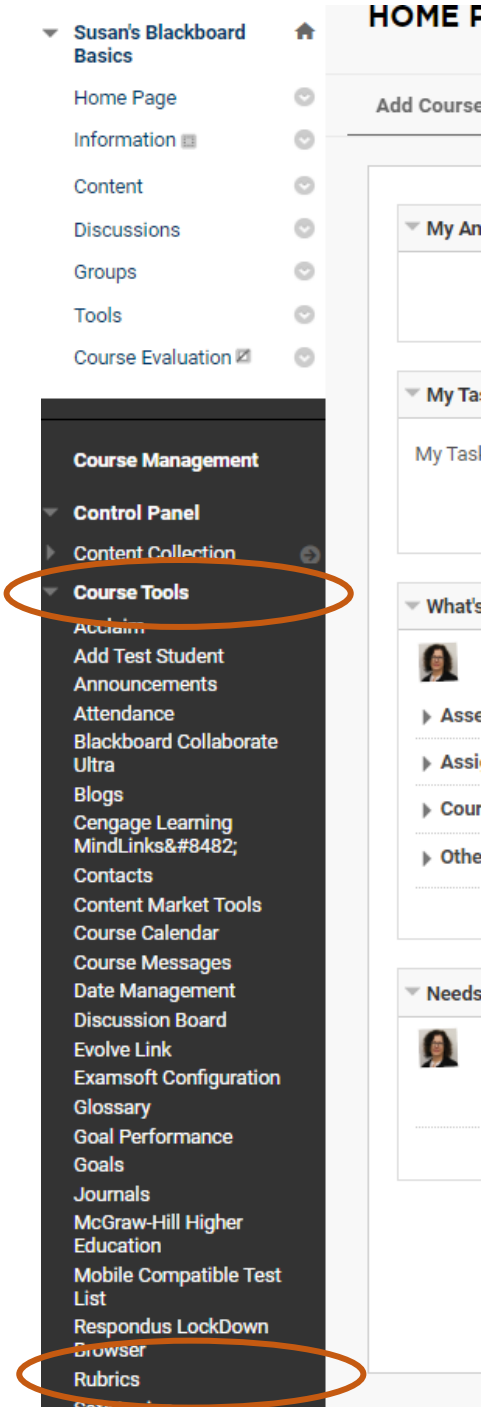 Susan's Blackboard
Basics
Home Page
Information
Content
Discussions
Groups
Tools
Course Evaluation
Course Management
Control Panel
Content Collection
Course Tools
Acclaim
Add Test Student
Announcements
Attendance
Blackboard Collaborate
Ultra
Blogs
Cengage Learning
MindLinks&#8482;
Contacts
Content Market Tools
Course Calendar
Course Messages
Date Management
Discussion Board
Evolve Link
Examsoft Configuration
Glossary
Goal Performance
Goals
Journals
McGraw-Hill Higher
Education
Mobile Compatible Test
List
Respondus LockDown
Browser
Rubrics
HOME P
Add Course
My An
My Ta
My Tas
What's
Asse
Assi
Cour
Othe
Needs